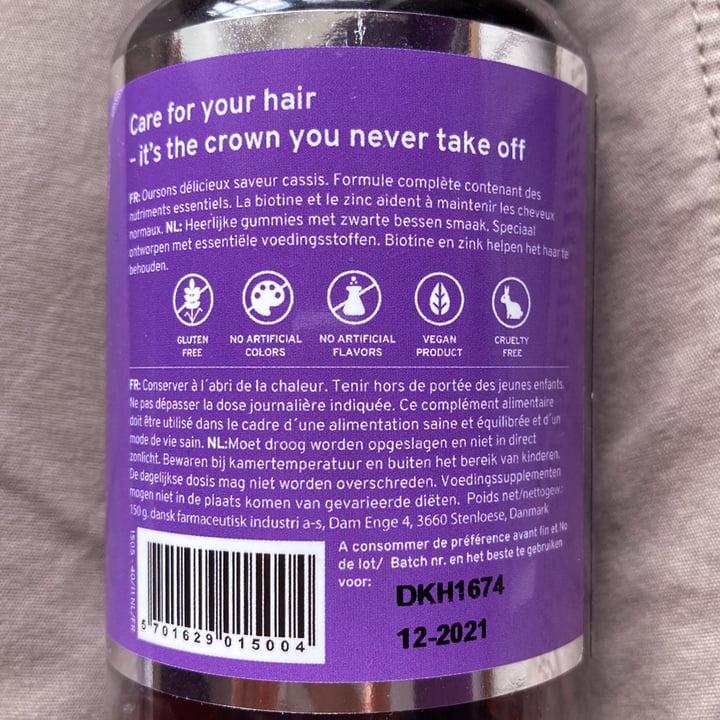 Care for your hair
- it's the crown you never take off
FR: Oursons délicieux saveur cassis. Formule complète contenant des
nutriments essentiels. La biotine et le zinc aident à maintenir les cheveux
normaux. NL: Heerlijke gummies met zwarte bessen smaak. Speciaal
ontworpen met essentiële voedingsstoffen. Biotine en zink helpen het haar te
behouden.
GLUTEN FREE
NO ARTIFICIAL COLORS
NO ARTIFICIAL FLAVORS
VEGAN PRODUCT
CRUELTY FREE
FR: Conserver à l´abri de la chaleur. Tenir hors de portée des jeunes enfants.
Ne pas dépasser la dose journalière indiquée. Ce complément alimentaire
doit être utilisé dans le cadre d´une alimentation saine et équilibrée et d´un
mode de vie sain. NL:Moet droog worden opgeslagen en niet in direct
zonlicht. Bewaren bij kamertemperatuur en buiten het bereik van kinderen.
De dagelijkse dosis mag niet worden overschreden. Voedingssupplementen
mogen niet in de plaats komen van gevarieerde diëten. Poids net/nettogew.:
150 g. dansk farmaceutisk industri a-s, Dam Enge 4, 3660 Stenloese, Danmark
1505 - 40/11 NL/FR
5 701629 015004
A consommer de préférence avant fin et No
de lot/ Batch nr. en het beste te gebruiken
voor:
DKH1674
12-2021